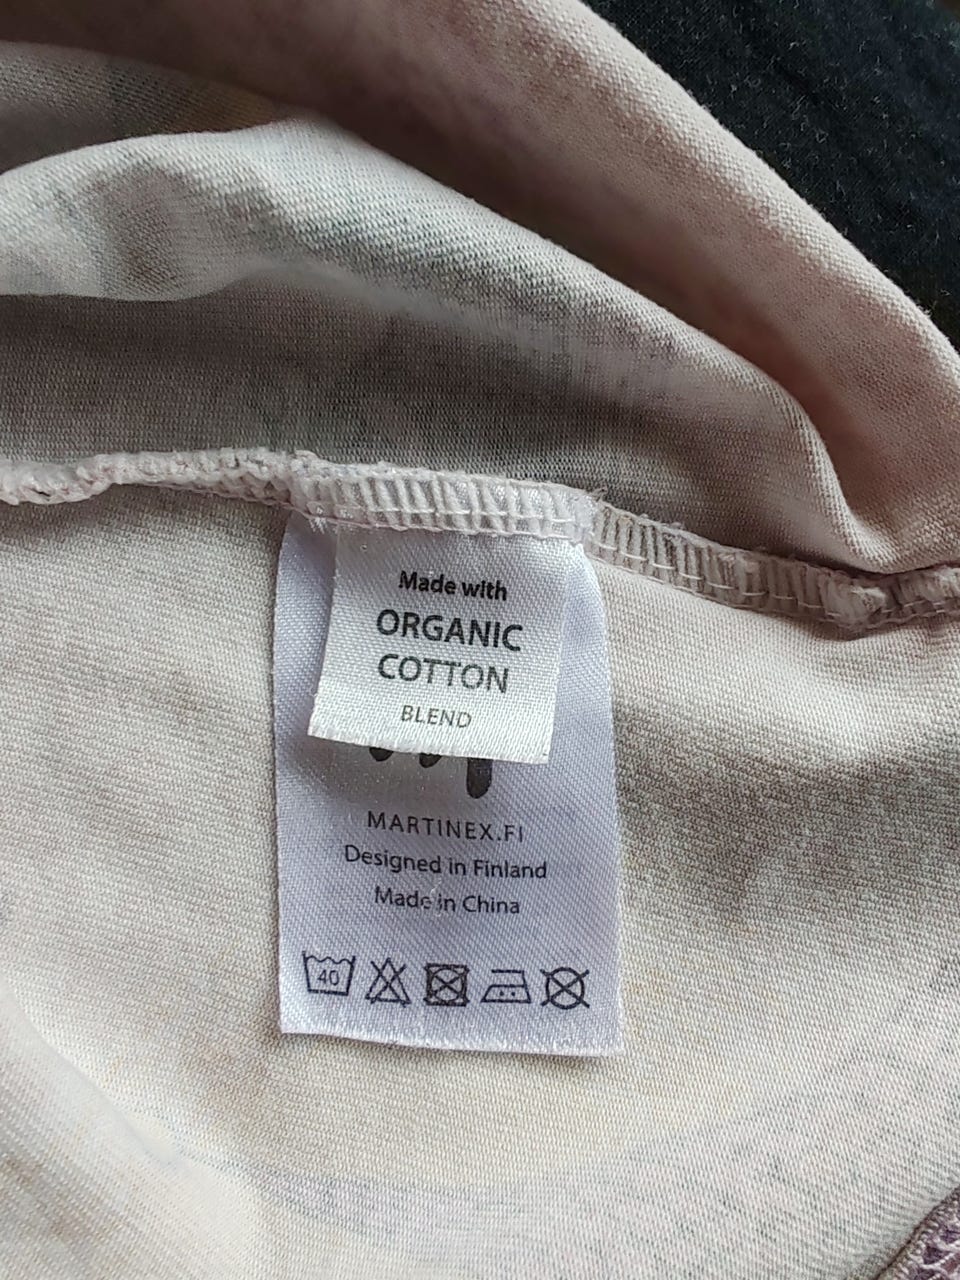 Made with
ORGANIC
COTTON
BLEND
MARTINEX.FI
Designed in Finland
Made in China
40